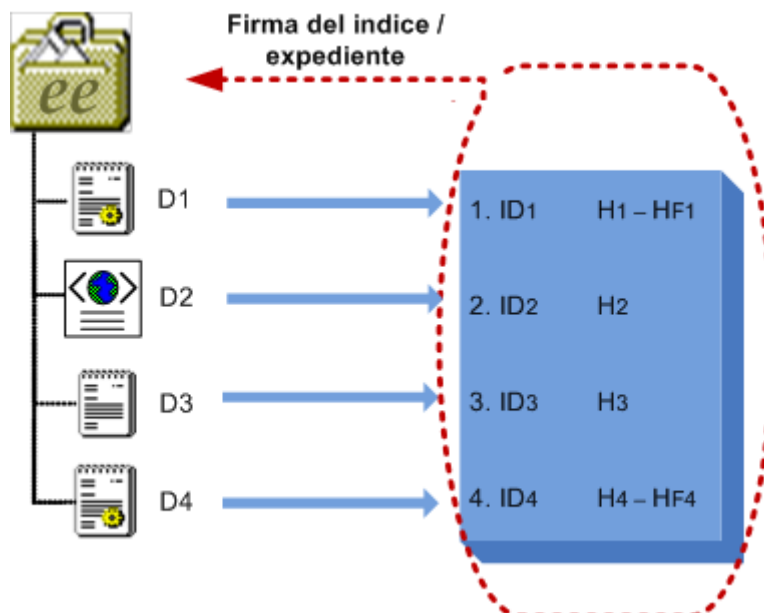 Firma del indice /
expediente
ee
D1 1. ID1 H1 – HF1
D2 2. ID2 H2
D3 3. ID3 H3
D4 4. ID4 H4 – HF4